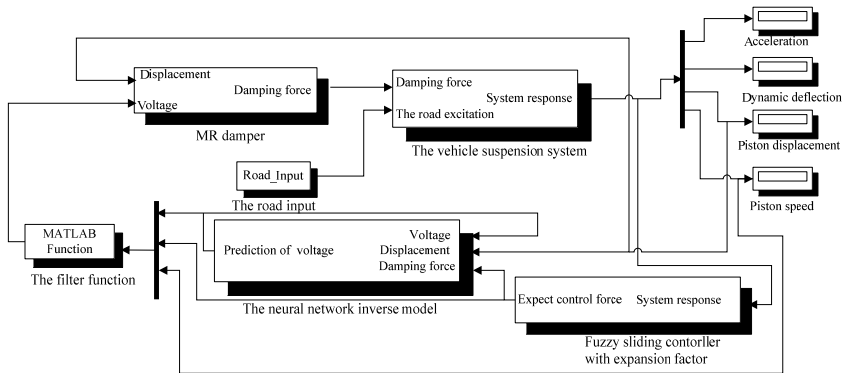 Acceleration
Displacement
Voltage
Damping force
MR damper
Damping force
The road excitation
System response
The vehicle suspension system
Dynamic deflection
Piston displacement
Piston speed
Road_Input
The road input
MATLAB
Function
The filter function
Prediction of voltage
Voltage
Displacement
Damping force
The neural network inverse model
Expect control force
System response
Fuzzy sliding contorller
with expansion factor